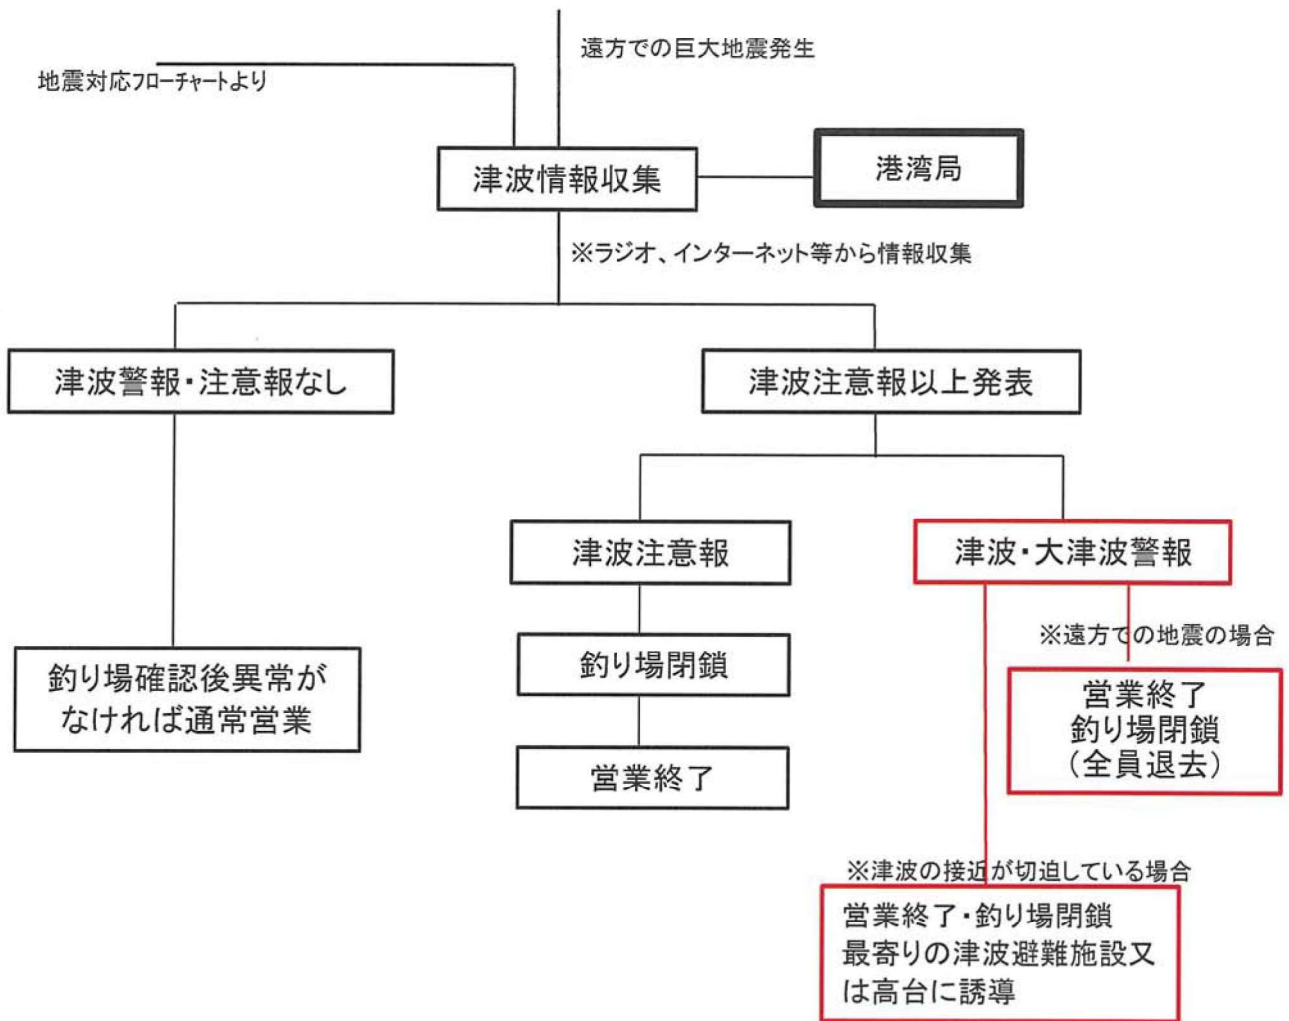 遠方での巨大地震発生
地震対応フローチャートより
津波情報収集
港湾局
※ラジオ、インターネット等から情報収集
津波警報・注意報なし
津波注意報以上発表
津波注意報
津波・大津波警報
※遠方での地震の場合
釣り場確認後異常が
なければ通常営業
釣り場閉鎖
営業終了
営業終了
釣り場閉鎖
（全員退去）
※津波の接近が切迫している場合
営業終了・釣り場閉鎖
最寄りの津波避難施設又
は高台に誘導